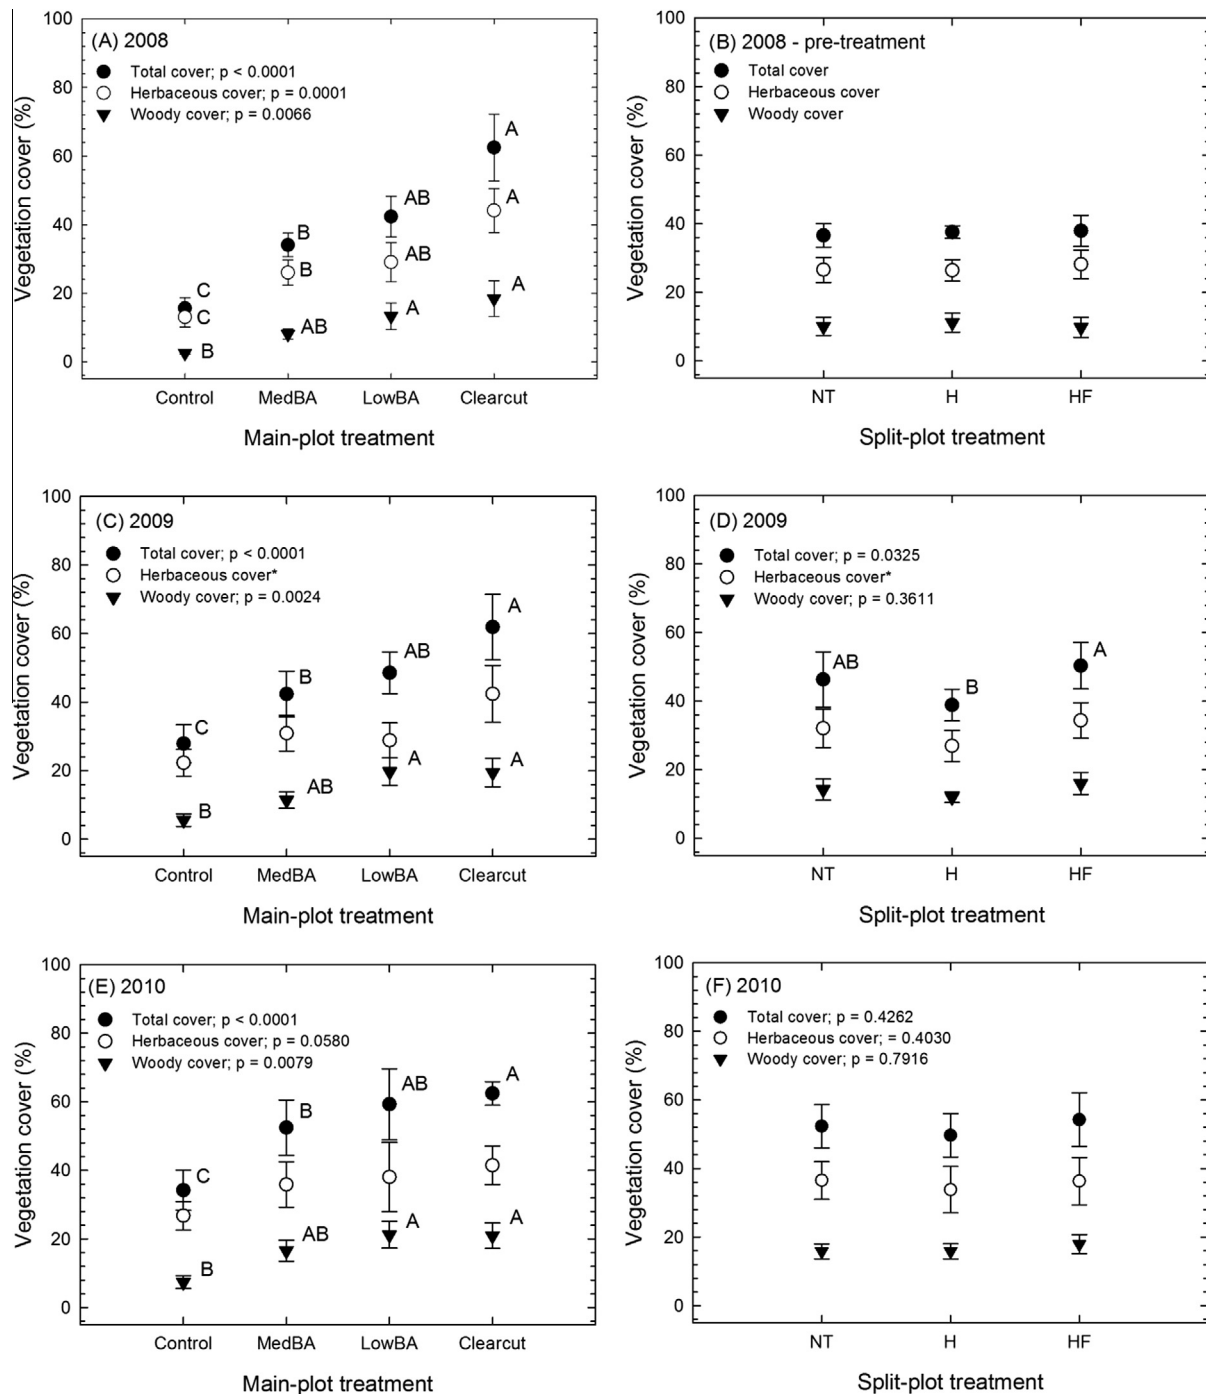 (A) 2008
Total cover; p < 0.0001
Herbaceous cover; p = 0.0001
Woody cover; p = 0.0066
Vegetation cover (%)
100
80
60
40
20
0
C
C
B
B
B
AB
AB
AB
A
A
A
A
Control MedBA LowBA Clearcut
Main-plot treatment
(B) 2008 - pre-treatment
Total cover
Herbaceous cover
Woody cover
Vegetation cover (%)
100
80
60
40
20
0
NT H HF
Split-plot treatment
(C) 2009
Total cover; p < 0.0001
Herbaceous cover*
Woody cover; p = 0.0024
Vegetation cover (%)
100
80
60
40
20
0
C
B
B
AB
AB
A
A
A
Control MedBA LowBA Clearcut
Main-plot treatment
(D) 2009
Total cover; p = 0.0325
Herbaceous cover*
Woody cover; p = 0.3611
Vegetation cover (%)
100
80
60
40
20
0
AB
B
A
NT H HF
Split-plot treatment
(E) 2010
Total cover; p < 0.0001
Herbaceous cover; p = 0.0580
Woody cover; p = 0.0079
Vegetation cover (%)
100
80
60
40
20
0
C
B
B
AB
AB
A
A
A
Control MedBA LowBA Clearcut
Main-plot treatment
(F) 2010
Total cover; p = 0.4262
Herbaceous cover; = 0.4030
Woody cover; p = 0.7916
Vegetation cover (%)
100
80
60
40
20
0
NT H HF
Split-plot treatment